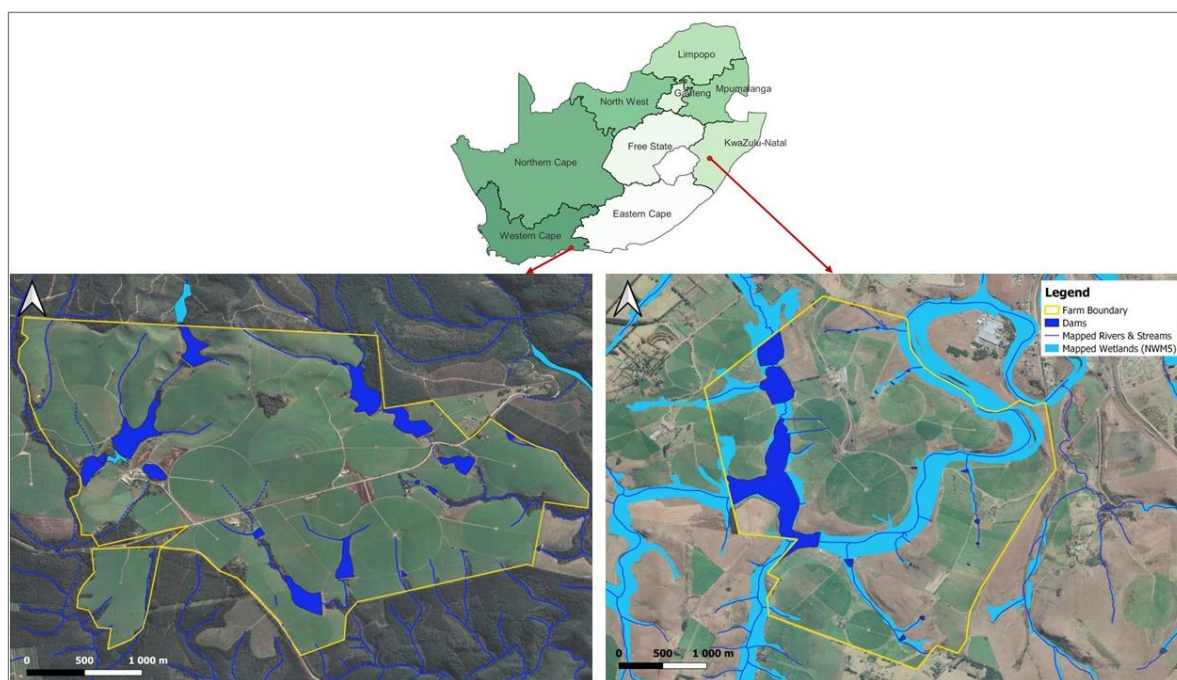 Limpopo
North West
Gauteng
Mpumalanga
Free State
KwaZulu-Natal
Northern Cape
Eastern Cape
Western Cape
Legend
Farm Boundary
Dams
Mapped Rivers & Streams
Mapped Wetlands (NWM5)
0 500 1 000 m
0 500 1 000 m